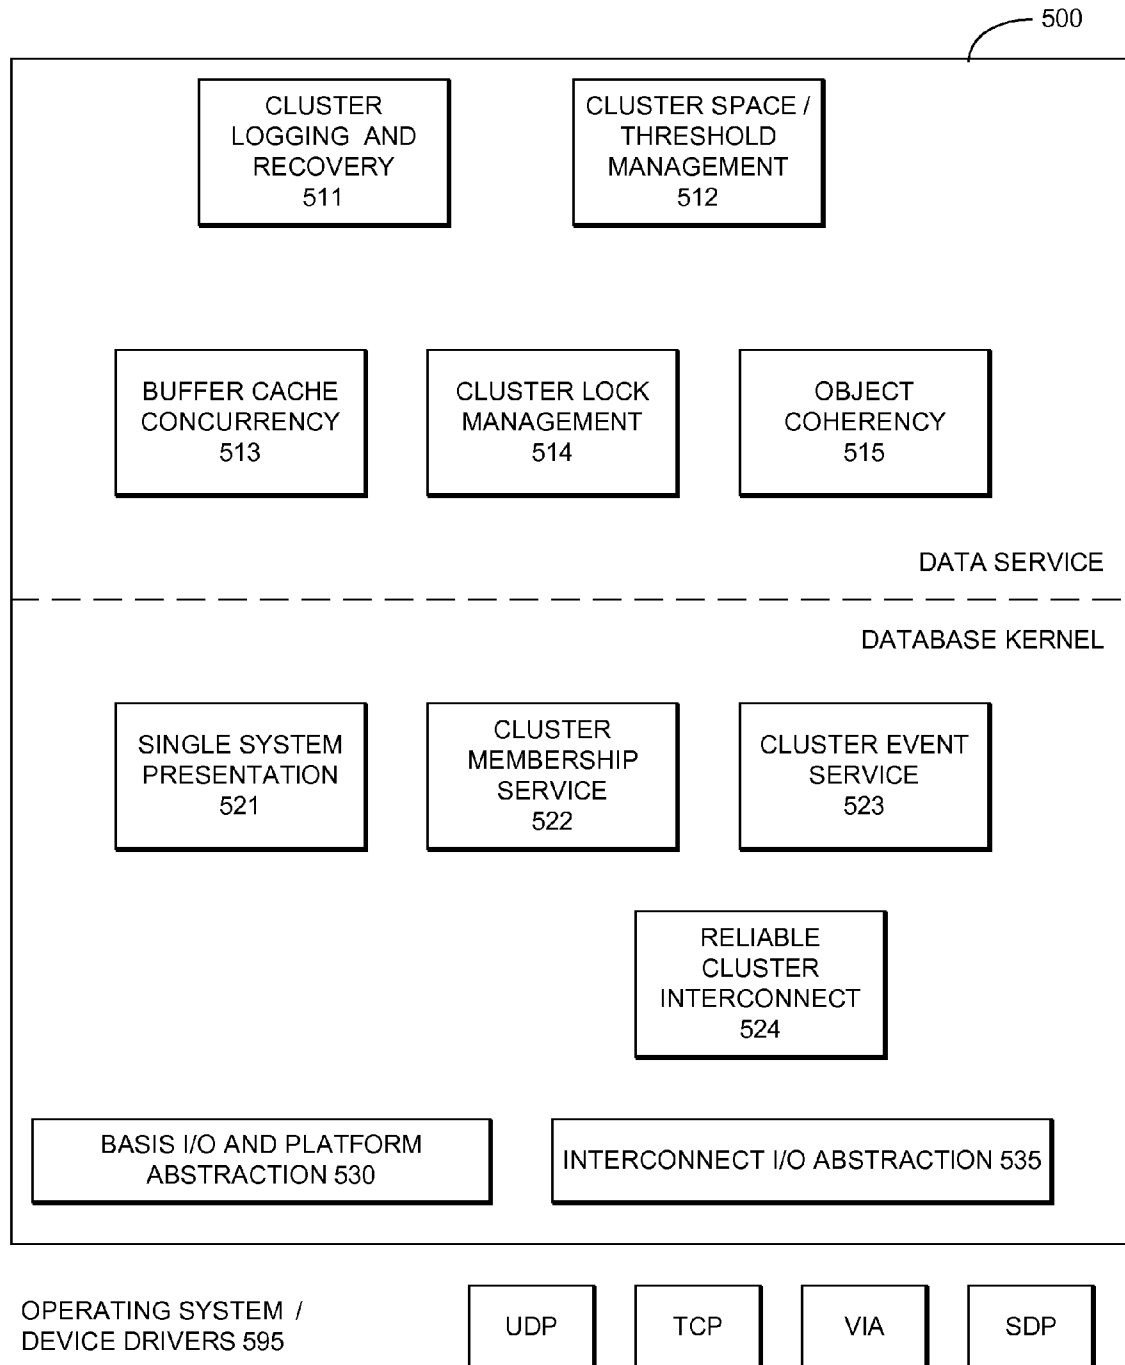 500
CLUSTER
LOGGING AND
RECOVERY
511
CLUSTER SPACE /
THRESHOLD
MANAGEMENT
512
BUFFER CACHE
CONCURRENCY
513
CLUSTER LOCK
MANAGEMENT
514
OBJECT
COHERENCY
515
DATA SERVICE
DATABASE KERNEL
SINGLE SYSTEM
PRESENTATION
521
CLUSTER
MEMBERSHIP
SERVICE
522
CLUSTER EVENT
SERVICE
523
RELIABLE
CLUSTER
INTERCONNECT
524
BASIS I/O AND PLATFORM
ABSTRACTION 530
INTERCONNECT I/O ABSTRACTION 535
OPERATING SYSTEM /
DEVICE DRIVERS 595
UDP
TCP
VIA
SDP